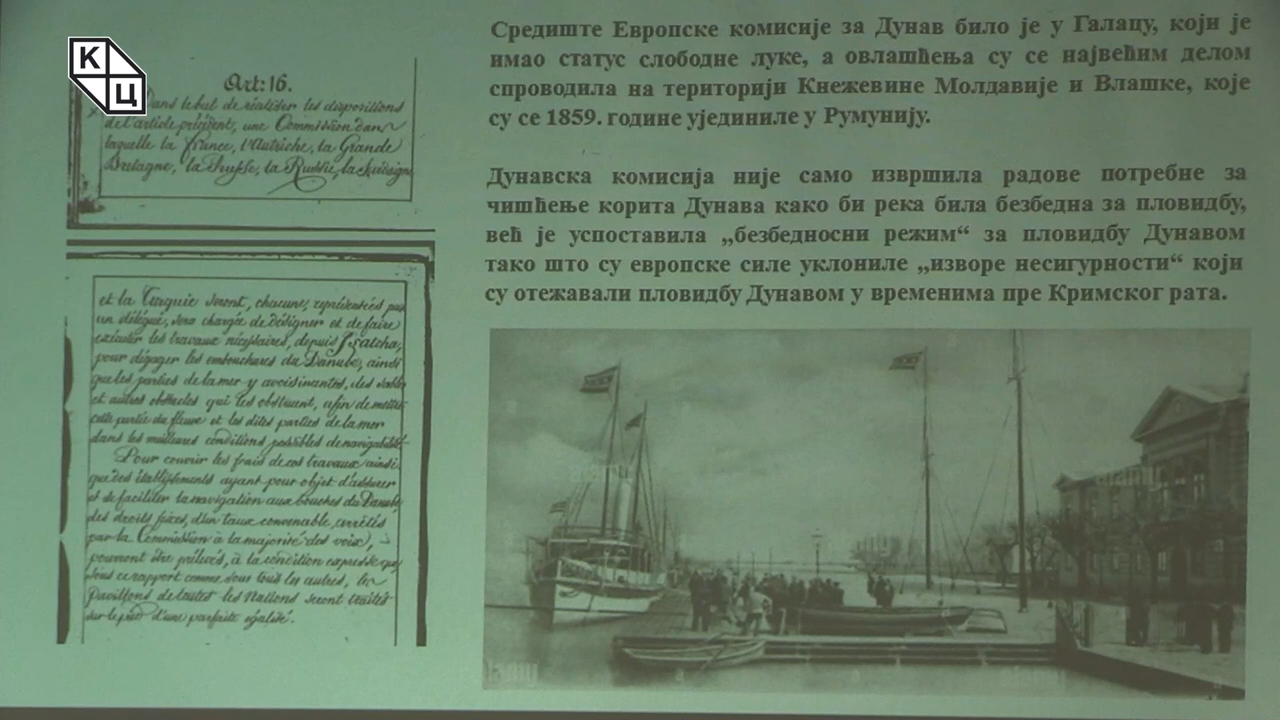 К
Ц
Art: 16.
Dans le but de réaliser les dispositions
de l'article précédent, une Commission dans
laquelle la France, l'Autriche, la Grande
Bretagne, la Prusse, la Russie, la Sardaigne
et la Turquie seront, chacune, représentées par
un délégué, sera chargée de désigner et de faire
exécuter les travaux nécessaires, depuis Isatcha,
pour dégager les embouchures du Danube, ainsi
que les parties de la mer y avoisinantes, des sables
et autres obstacles qui les obstruent, afin de mettre
cette partie du fleuve et les dites parties de la mer
dans les meilleures conditions possibles de navigabilité.
Pour couvrir les frais de ces travaux ainsi
que des établissements ayant pour objet d'assurer
et de faciliter la navigation aux bouches du Danube,
des droits fixes, d'un taux convenable, arrêtés
par la Commission à la majorité des voix,
pourront être prélevés, à la condition expresse que,
sous ce rapport comme sous tous les autres, les
pavillons de toutes les Nations seront traités
sur le pied d'une parfaite égalité.
Средиште Европске комисије за Дунав било је у Галацу, који је
имао статус слободне луке, а овлашћења су се највећим делом
спроводила на територији Кнежевине Молдавије и Влашке, које
су се 1859. године ујединиле у Румунију.
Дунавска комисија није само извршила радове потребне за
чишћење корита Дунава како би река била безбедна за пловидбу,
већ је успоставила „безбедносни режим“ за пловидбу Дунавом
тако што су европске силе уклониле „изворе несигурности“ који
су отежавали пловидбу Дунавом у временима пре Кримског рата.
alamy
alamy